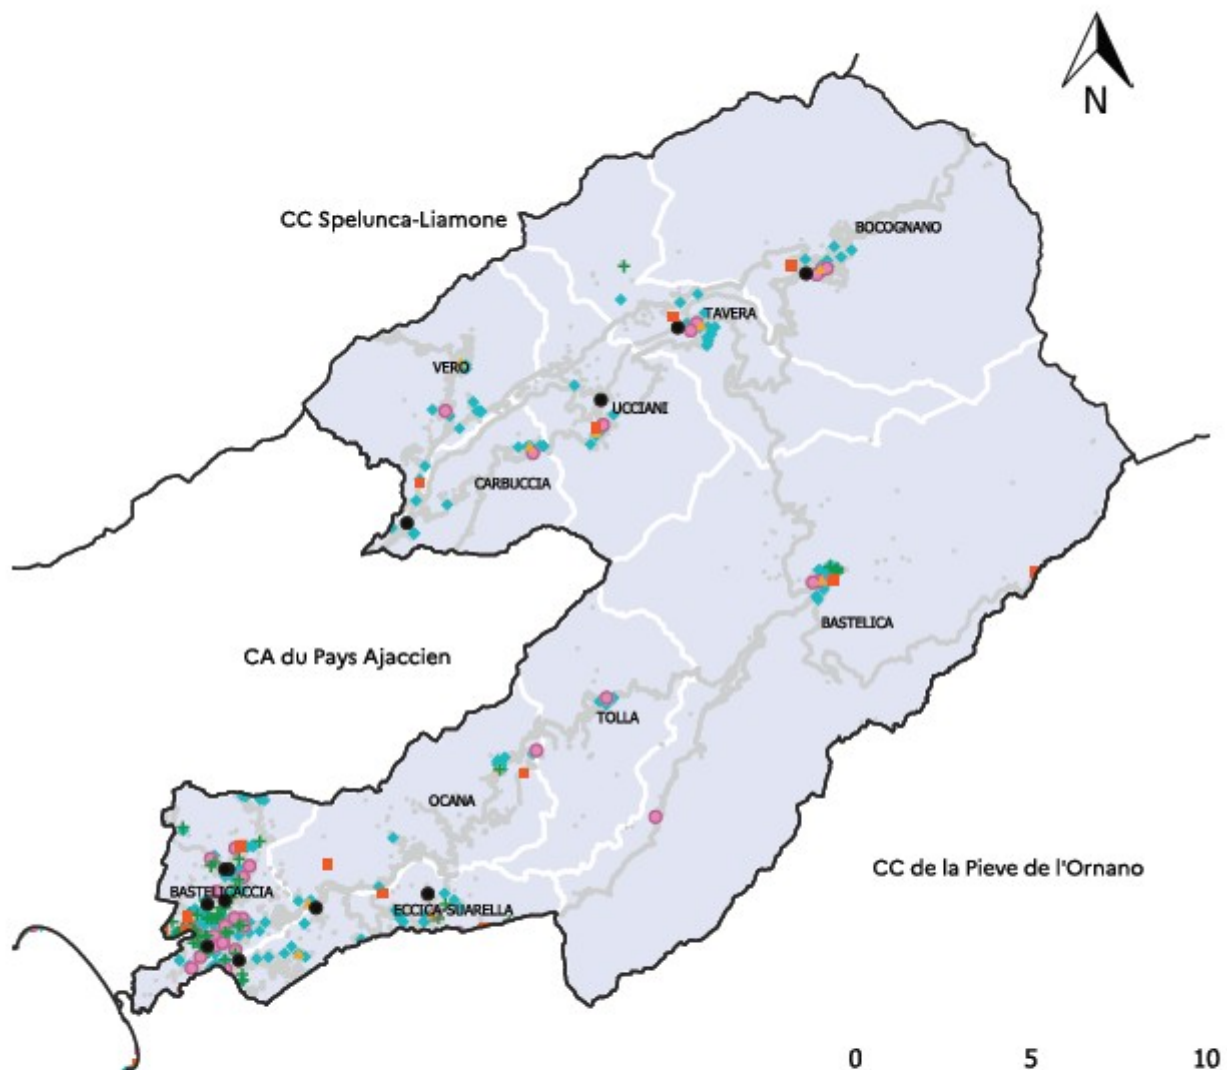 N
CC Spelunca-Liamone
BOCOGNANO
TAVERA
VERO
UCCIANI
CARBUCCIA
BASTELICA
CA du Pays Ajaccien
TOLLA
OCANA
CC de la Pieve de l'Ornano
BASTELICACCIA
ECCICA-SUARELLA
0 5 10